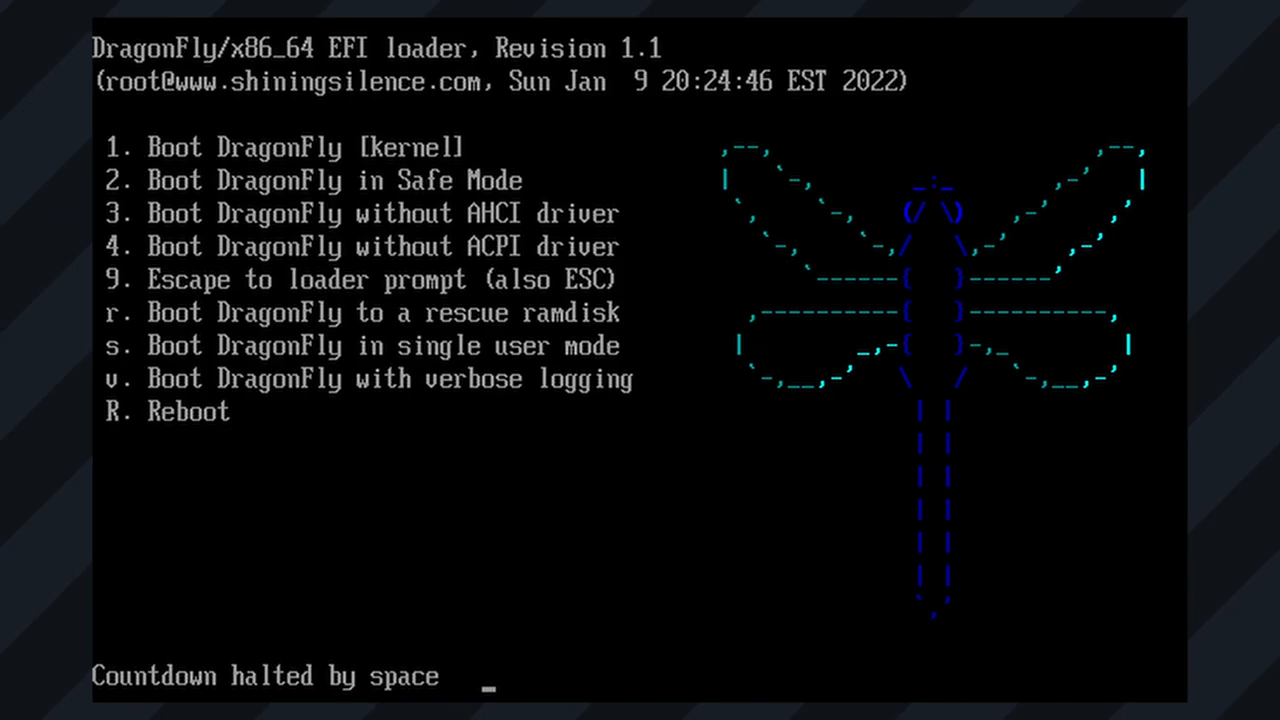 DragonFly/x86_64 EFI loader, Revision 1.1
(root@www.shiningsilence.com, Sun Jan  9 20:24:46 EST 2022)
1. Boot DragonFly [kernel]
2. Boot DragonFly in Safe Mode
3. Boot DragonFly without AHCI driver
4. Boot DragonFly without ACPI driver
9. Escape to loader prompt (also ESC)
r. Boot DragonFly to a rescue ramdisk
s. Boot DragonFly in single user mode
v. Boot DragonFly with verbose logging
R. Reboot
Countdown halted by space